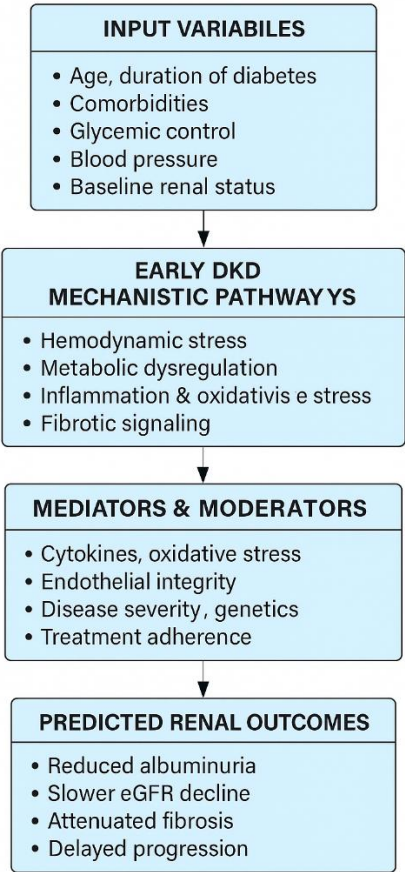 INPUT VARIABILES
• Age, duration of diabetes
• Comorbidities
• Glycemic control
• Blood pressure
• Baseline renal status
EARLY DKD
MECHANISTIC PATHWAY YS
• Hemodynamic stress
• Metabolic dysregulation
• Inflammation & oxidativis e stress
• Fibrotic signaling
MEDIATORS & MODERATORS
• Cytokines, oxidative stress
• Endothelial integrity
• Disease severity, genetics
• Treatment adherence
PREDICTED RENAL OUTCOMES
• Reduced albuminuria
• Slower eGFR decline
• Attenuated fibrosis
• Delayed progression